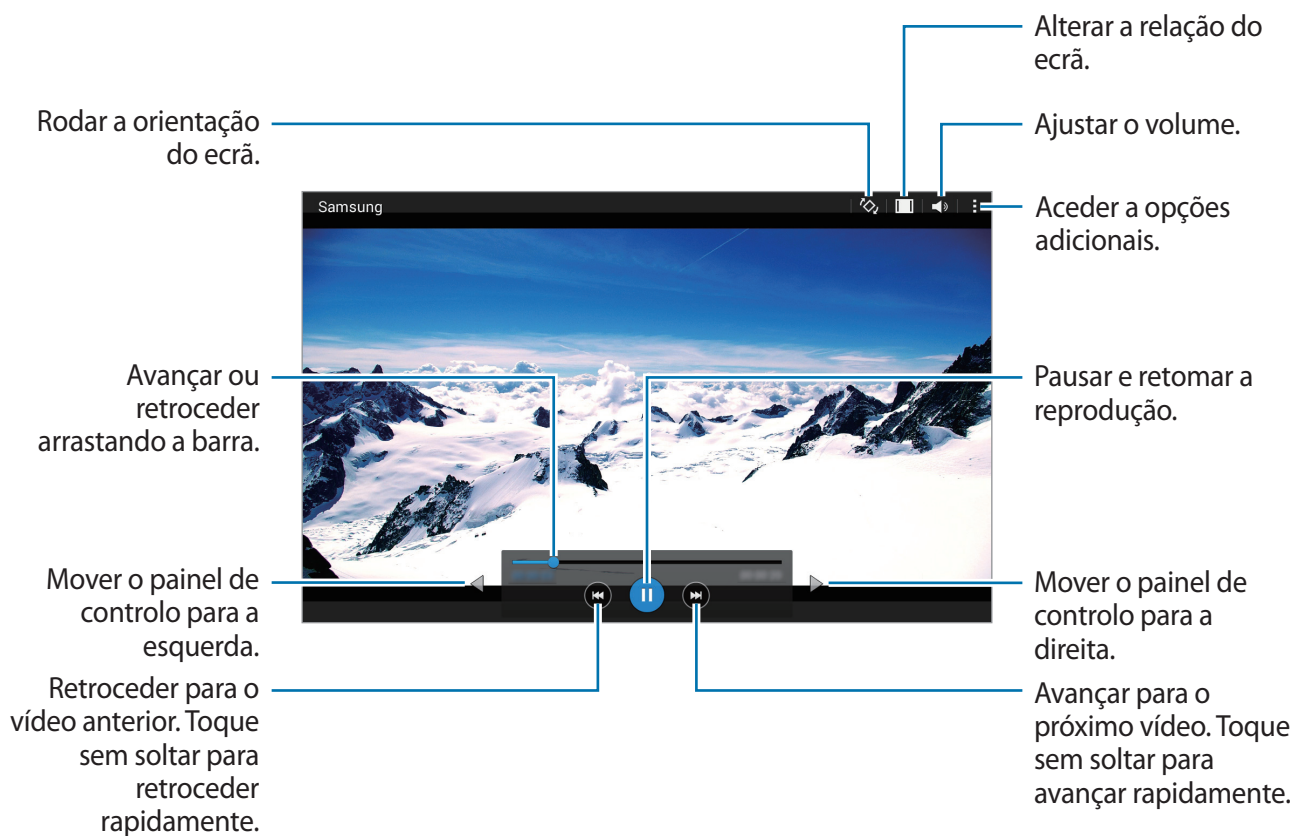 Alterar a relação do
ecrã.
Rodar a orientação
do ecrã.
Ajustar o volume.
Samsung
Aceder a opções
adicionais.
Avançar ou
retroceder
arrastando a barra.
Pausar e retomar a
reprodução.
Mover o painel de
controlo para a
esquerda.
Mover o painel de
controlo para a
direita.
Retroceder para o
vídeo anterior. Toque
sem soltar para
retroceder
rapidamente.
Avançar para o
próximo vídeo. Toque
sem soltar para
avançar rapidamente.